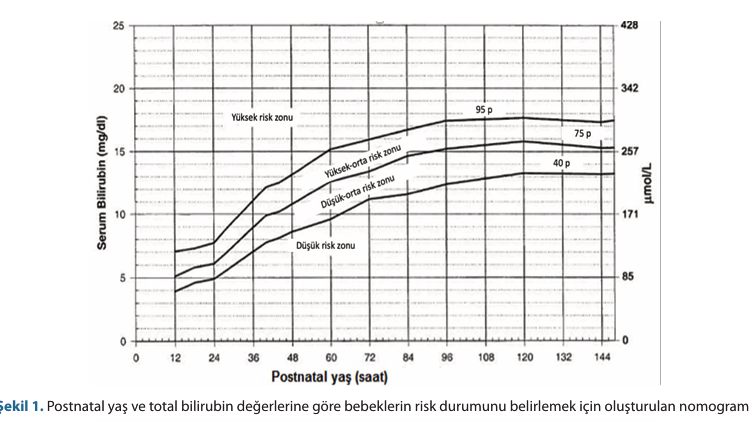 25
428
20
342
95 p
Yüksek risk zonu
75 p
15
257
Yüksek-orta risk zonu
40 p
Düşük-orta risk zonu
Serum Bilirubin (mg/dl)
µmol/L
10
171
Düşük risk zonu
5
85
0
0
0 12 24 36 48 60 72 84 96 108 120 132 144
Postnatal yaş (saat)
Şekil 1. Postnatal yaş ve total bilirubin değerlerine göre bebeklerin risk durumunu belirlemek için oluşturulan nomogram